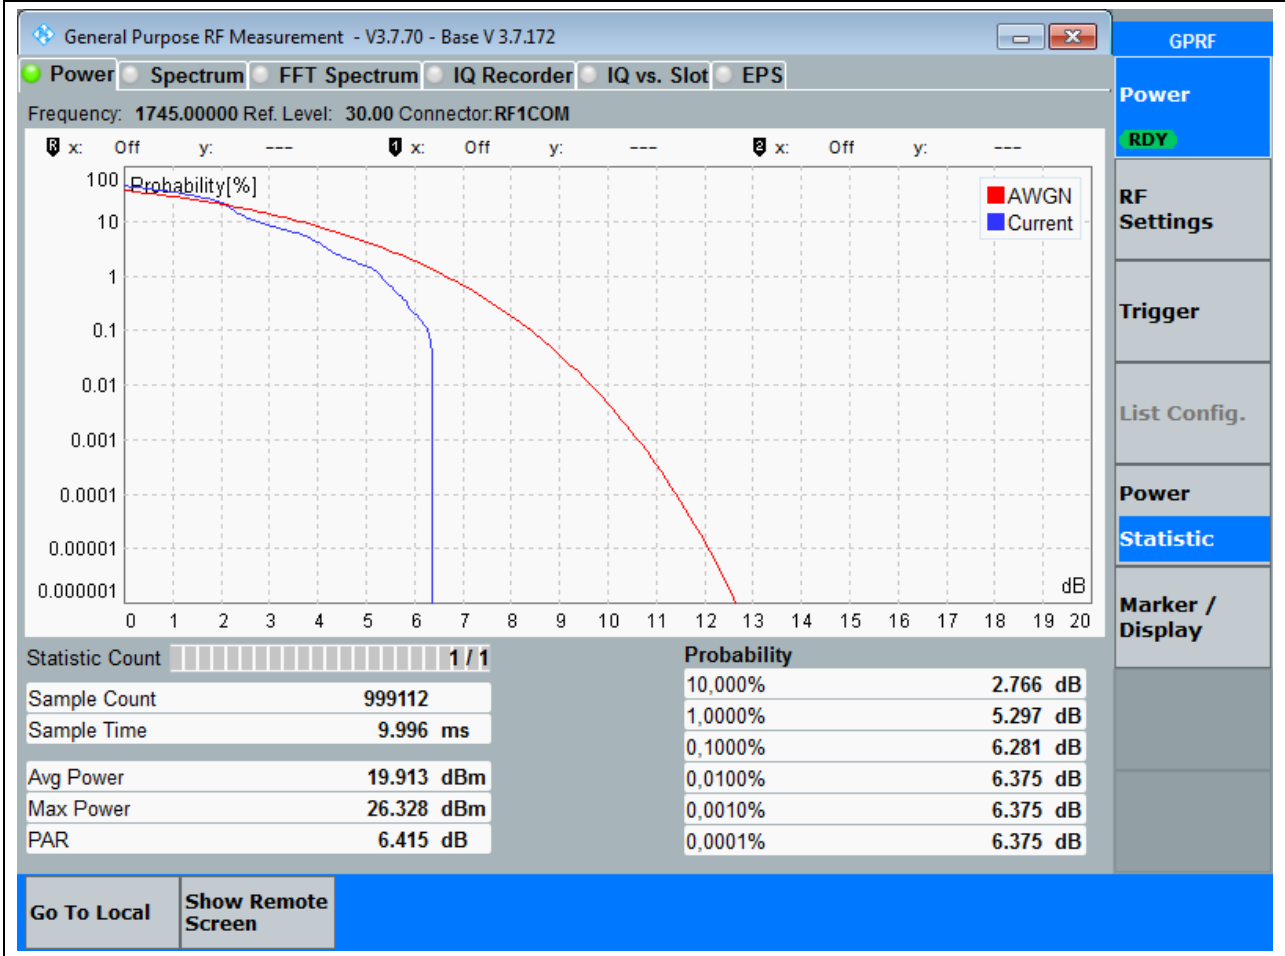 General Purpose RF Measurement - V3.7.70 - Base V 3.7.172
GPRF
Power Spectrum FFT Spectrum IQ Recorder IQ vs. Slot EPS
Frequency: 1745.00000 Ref. Level: 30.00 Connector:RF1COM
R x: Off y: --- 1 x: Off y: --- 2 x: Off y: ---
Probability[%]
AWGN
Current
100
10
1
0.1
0.01
0.001
0.0001
0.00001
0.000001
dB
0 1 2 3 4 5 6 7 8 9 10 11 12 13 14 15 16 17 18 19 20
Statistic Count 1 / 1
Sample Count 999112
Sample Time 9.996 ms
Avg Power 19.913 dBm
Max Power 26.328 dBm
PAR 6.415 dB
Probability
10,000% 2.766 dB
1,0000% 5.297 dB
0,1000% 6.281 dB
0,0100% 6.375 dB
0,0010% 6.375 dB
0,0001% 6.375 dB
Power
RDY
RF
Settings
Trigger
List Config.
Power
Statistic
Marker /
Display
Go To Local
Show Remote
Screen